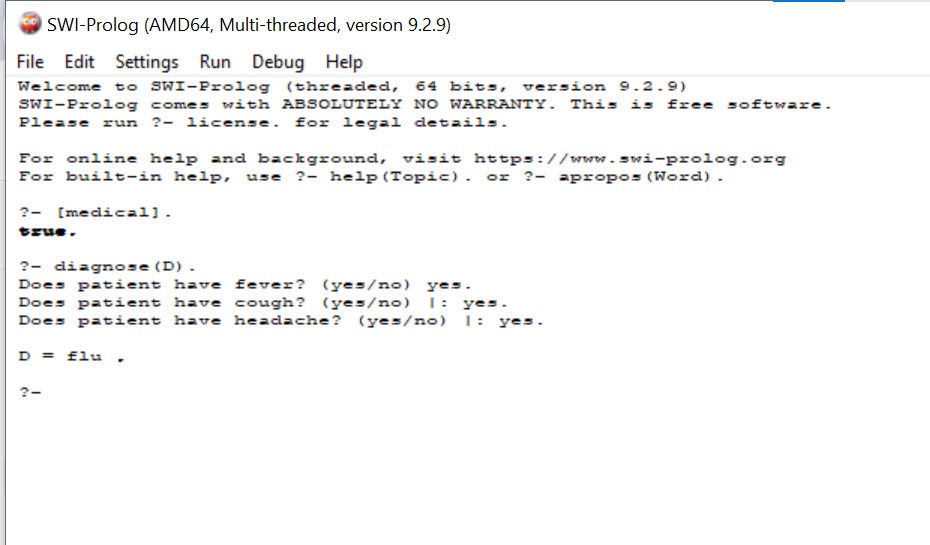 SWI-Prolog (AMD64, Multi-threaded, version 9.2.9)
File Edit Settings Run Debug Help
Welcome to SWI-Prolog (threaded, 64 bits, version 9.2.9)
SWI-Prolog comes with ABSOLUTELY NO WARRANTY. This is free software.
Please run ?- license. for legal details.
For online help and background, visit https://www.swi-prolog.org
For built-in help, use ?- help(Topic). or ?- apropos(Word).
?- [medical].
true.
?- diagnose(D).
Does patient have fever? (yes/no) yes.
Does patient have cough? (yes/no) |: yes.
Does patient have headache? (yes/no) |: yes.
D = flu .
?-